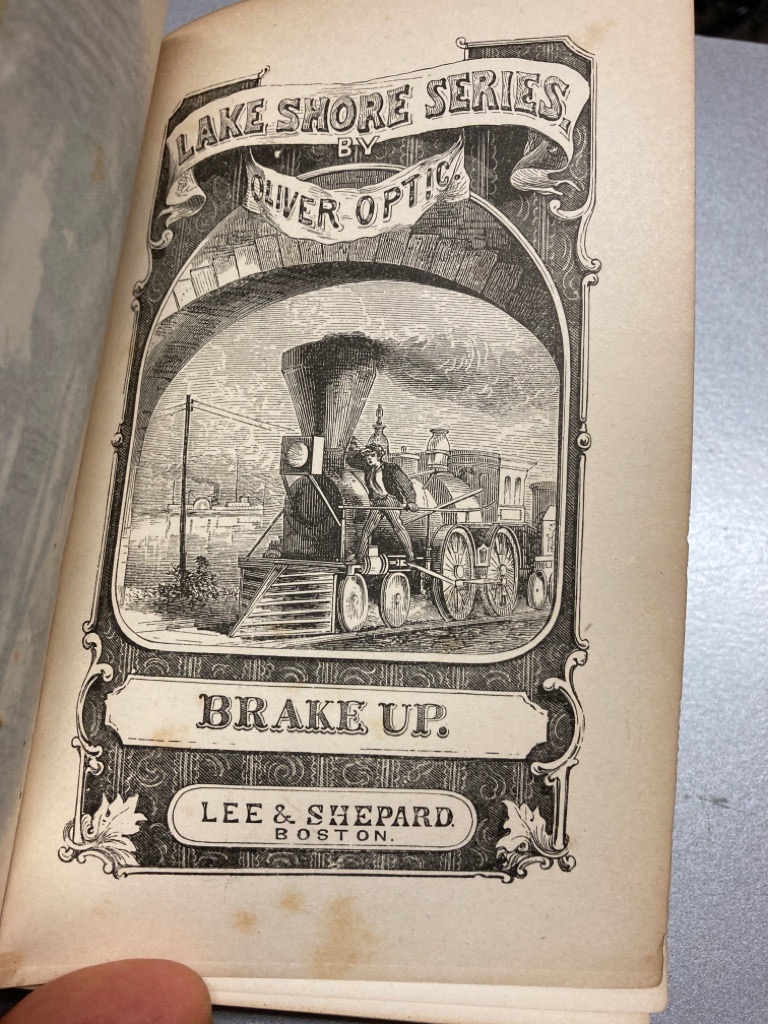 LAKE SHORE SERIES,
BY
OLIVER OPTIC.
BRAKE UP.
LEE & SHEPARD.
BOSTON.